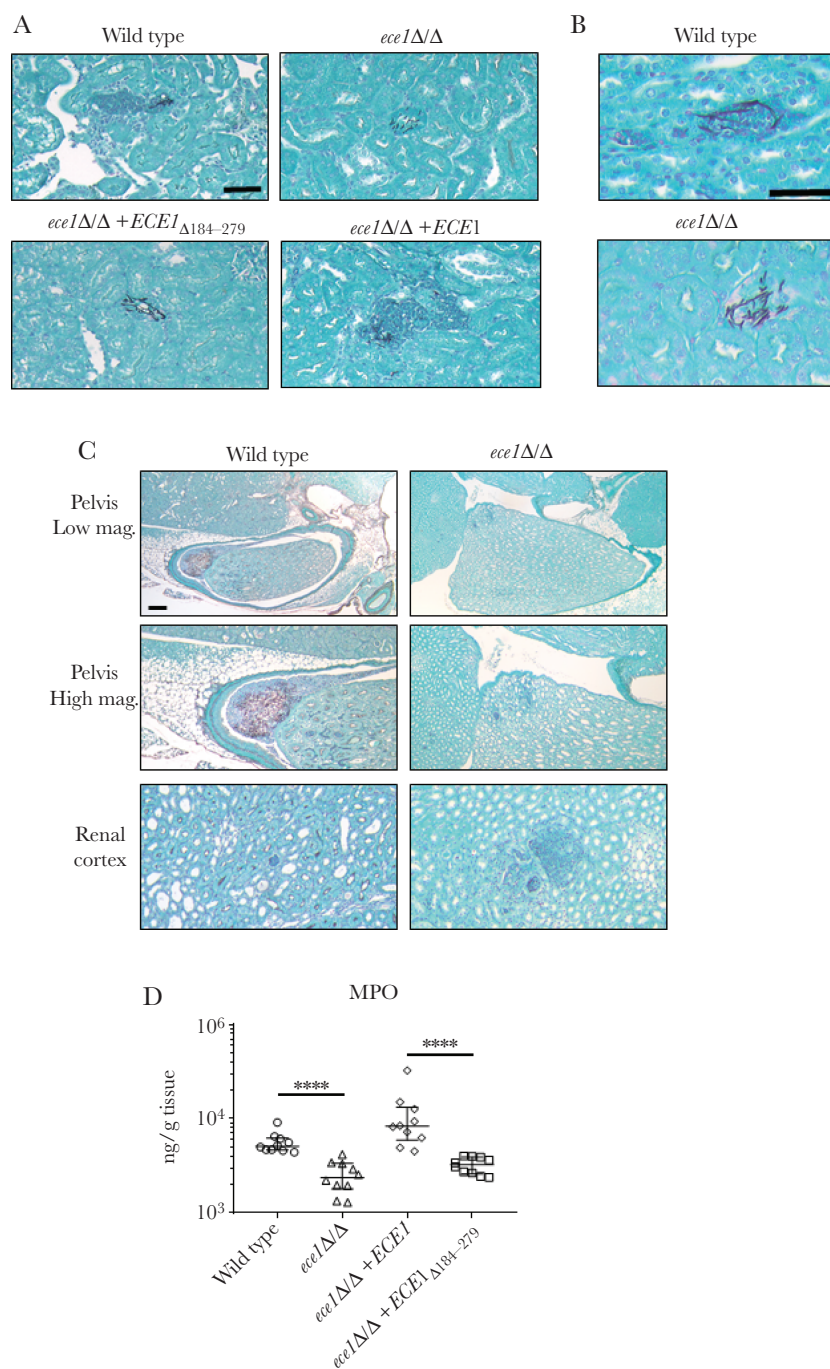 A
Wild type
ece1Δ/Δ
ece1Δ/Δ +ECE1Δ184–279
ece1Δ/Δ +ECE1
B
Wild type
ece1Δ/Δ
C
Wild type
ece1Δ/Δ
Pelvis
Low mag.
Pelvis
High mag.
Renal
cortex
D
MPO
ng/g tissue
10⁶
10⁴
10³
****
****
Wild type
ece1Δ/Δ
ece1Δ/Δ +ECE1
ece1Δ/Δ +ECE1Δ184–279